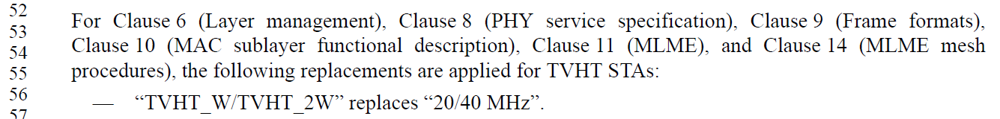 52
53 For Clause 6 (Layer management), Clause 8 (PHY service specification), Clause 9 (Frame formats),
54 Clause 10 (MAC sublayer functional description), Clause 11 (MLME), and Clause 14 (MLME mesh
55 procedures), the following replacements are applied for TVHT STAs:
56 — “TVHT_W/TVHT_2W” replaces “20/40 MHz”.
57